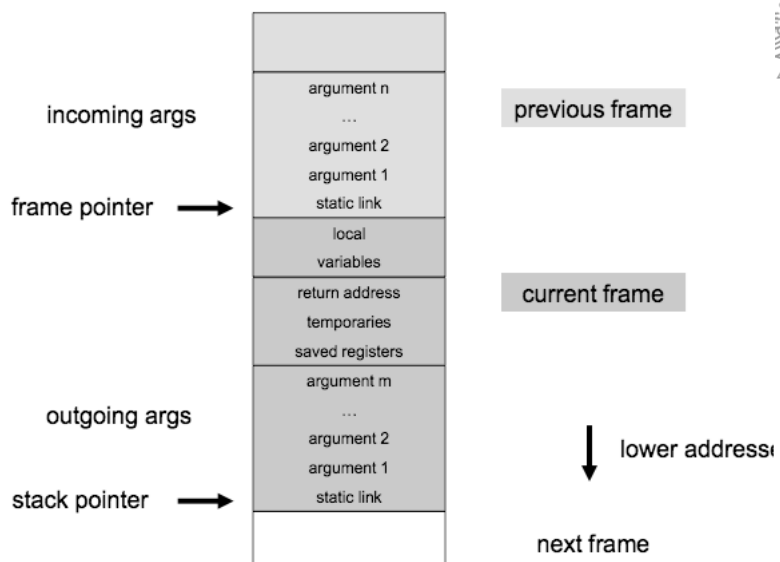 argument n
incoming args
…
previous frame
argument 2
argument 1
frame pointer
static link
local
variables
return address
current frame
temporaries
saved registers
argument m
outgoing args
…
argument 2
lower addresse
argument 1
stack pointer
static link
next frame